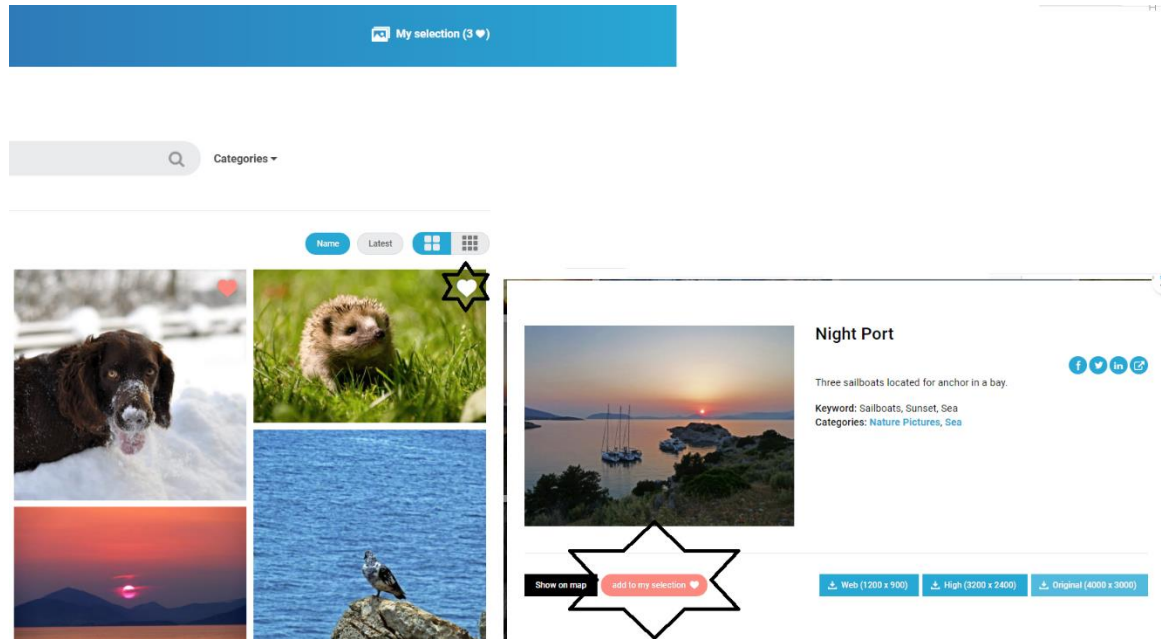 My selection (3 ♥)
Categories
Name Latest
Night Port
f in
Three sailboats located for anchor in a bay.
Keyword: Sailboats, Sunset, Sea
Categories: Nature Pictures, Sea
Show on map add to my selection ♥ Web (1200 x 900) High (3200 x 2400) Original (4000 x 3000)